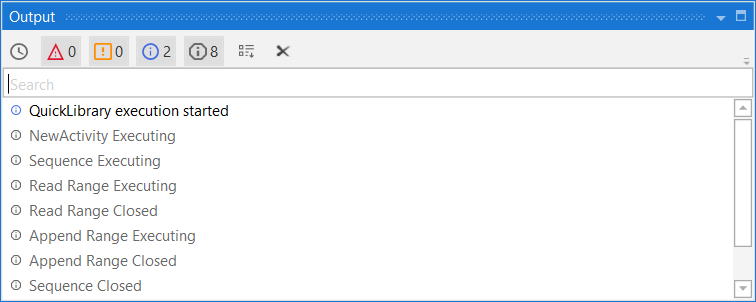 Output
0 0 2 8
Search
QuickLibrary execution started
NewActivity Executing
Sequence Executing
Read Range Executing
Read Range Closed
Append Range Executing
Append Range Closed
Sequence Closed